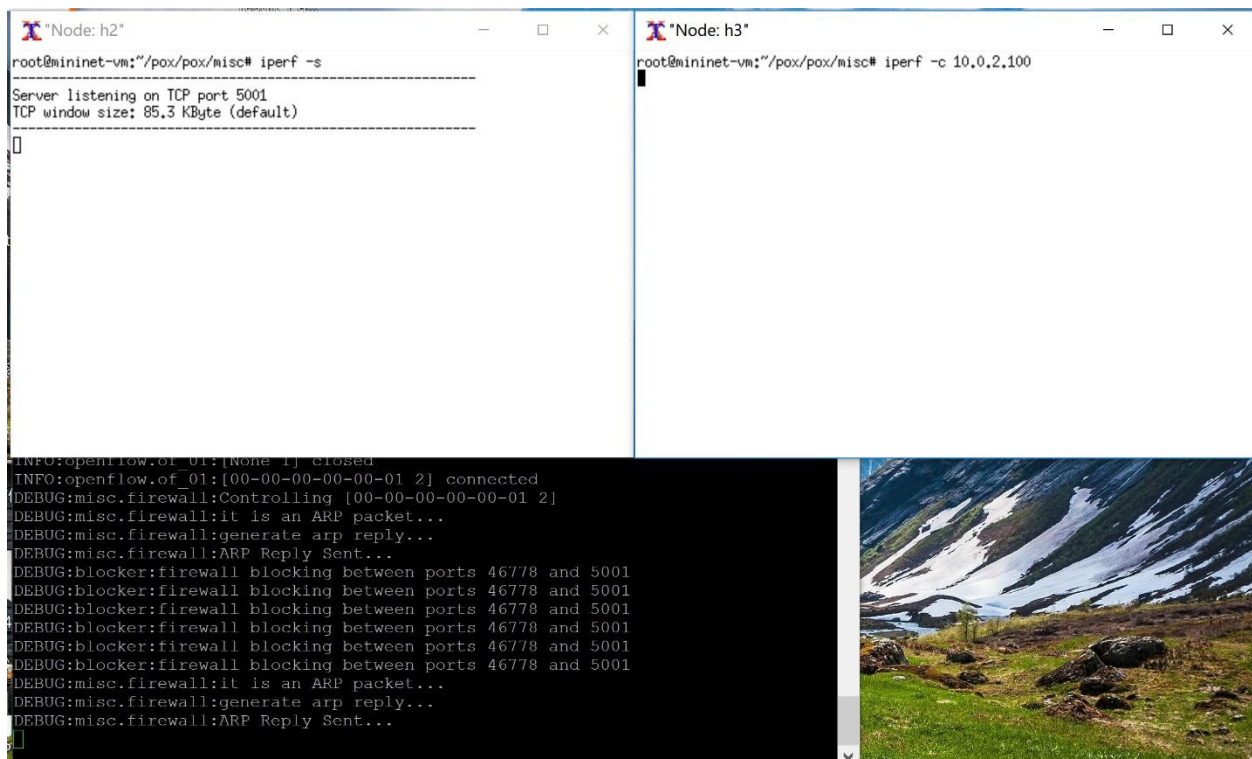 "Node: h2"
root@mininet-vm:~/pox/pox/misc# iperf -s
------------------------------------------------------------
Server listening on TCP port 5001
TCP window size: 85.3 KByte (default)
------------------------------------------------------------
"Node: h3"
root@mininet-vm:~/pox/pox/misc# iperf -c 10.0.2.100
INFO:openflow.of_01:[None 1] closed
INFO:openflow.of_01:[00-00-00-00-00-01 2] connected
DEBUG:misc.firewall:Controlling [00-00-00-00-00-01 2]
DEBUG:misc.firewall:it is an ARP packet...
DEBUG:misc.firewall:generate arp reply...
DEBUG:misc.firewall:ARP Reply Sent...
DEBUG:blocker:firewall blocking between ports 46778 and 5001
DEBUG:blocker:firewall blocking between ports 46778 and 5001
DEBUG:blocker:firewall blocking between ports 46778 and 5001
DEBUG:blocker:firewall blocking between ports 46778 and 5001
DEBUG:blocker:firewall blocking between ports 46778 and 5001
DEBUG:blocker:firewall blocking between ports 46778 and 5001
DEBUG:misc.firewall:it is an ARP packet...
DEBUG:misc.firewall:generate arp reply...
DEBUG:misc.firewall:ARP Reply Sent...